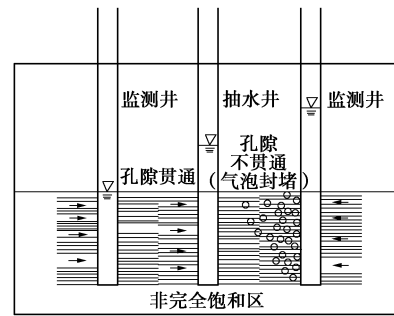 监测井
抽水井
监测井
孔隙
不贯通
(气泡封堵)
孔隙贯通
非完全饱和区